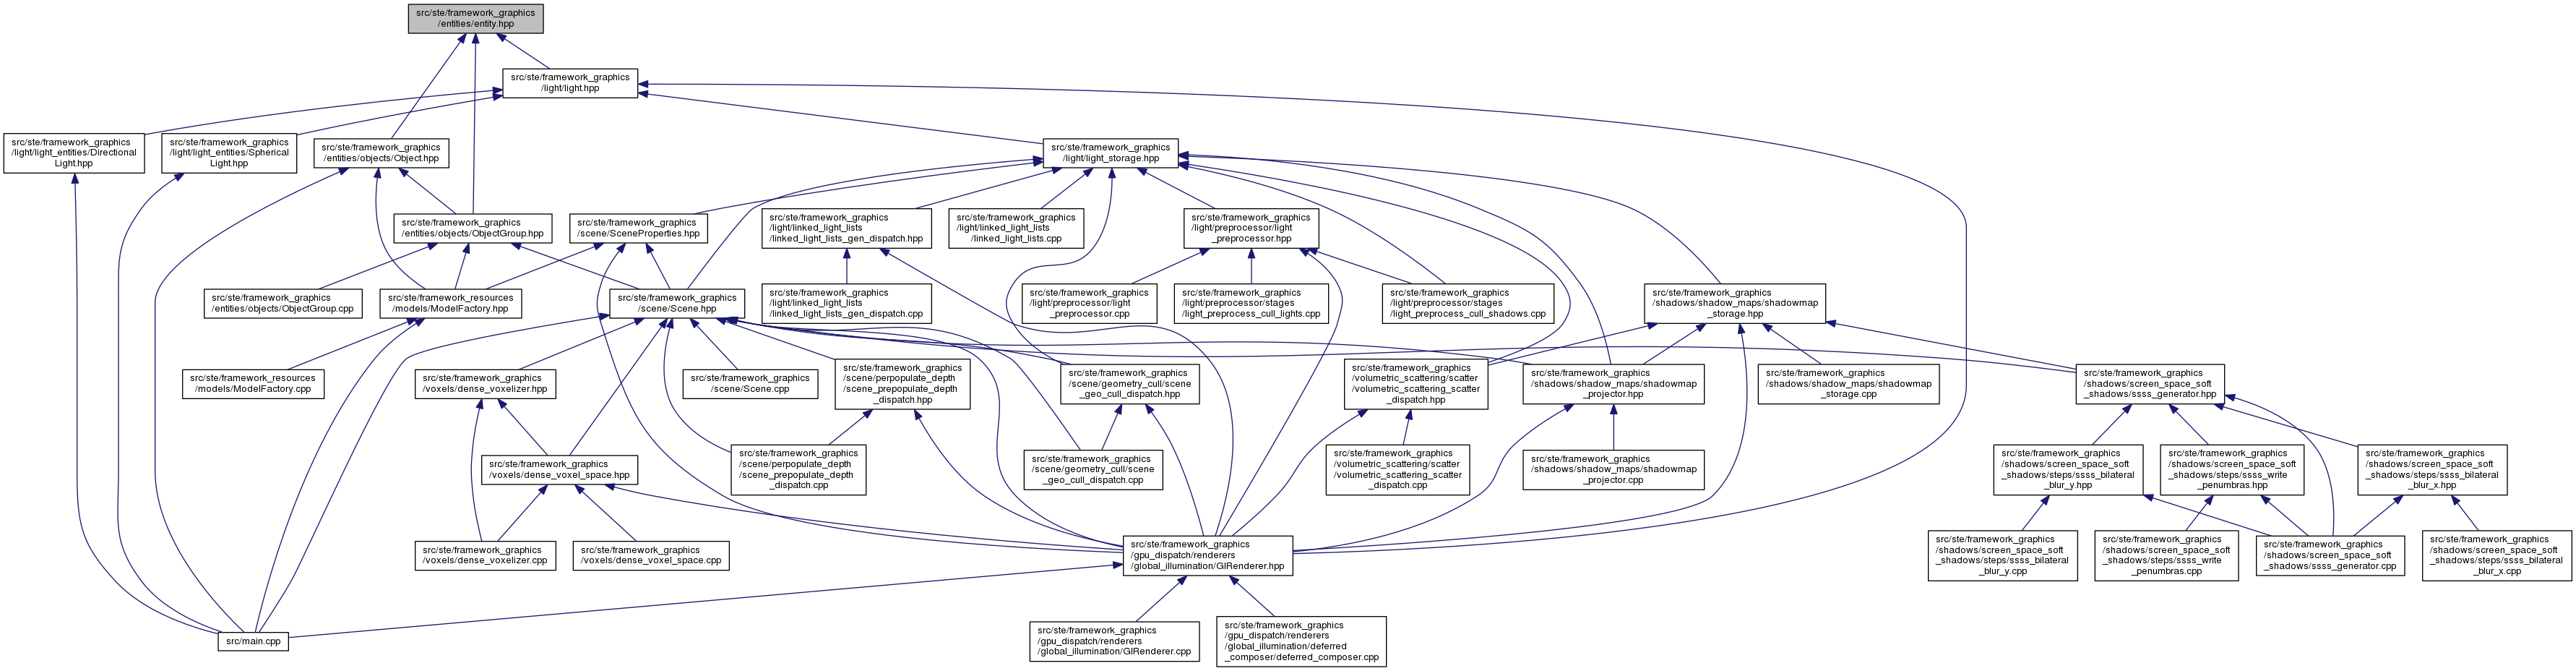 src/ste/framework_graphics
/entities/entity.hpp
src/ste/framework_graphics
/light/light.hpp
src/ste/framework_graphics
/light/light_entities/Directional
Light.hpp
src/ste/framework_graphics
/light/light_entities/Spherical
Light.hpp
src/ste/framework_graphics
/entities/objects/Object.hpp
src/ste/framework_graphics
/light/light_storage.hpp
src/ste/framework_graphics
/entities/objects/ObjectGroup.hpp
src/ste/framework_graphics
/scene/SceneProperties.hpp
src/ste/framework_graphics
/light/linked_light_lists
/linked_light_lists_gen_dispatch.hpp
src/ste/framework_graphics
/light/linked_light_lists
/linked_light_lists.cpp
src/ste/framework_graphics
/light/preprocessor/light
_preprocessor.hpp
src/ste/framework_graphics
/entities/objects/ObjectGroup.cpp
src/ste/framework_resources
/models/ModelFactory.hpp
src/ste/framework_graphics
/scene/Scene.hpp
src/ste/framework_graphics
/light/linked_light_lists
/linked_light_lists_gen_dispatch.cpp
src/ste/framework_graphics
/light/preprocessor/light
_preprocessor.cpp
src/ste/framework_graphics
/light/preprocessor/stages
/light_preprocess_cull_lights.cpp
src/ste/framework_graphics
/light/preprocessor/stages
/light_preprocess_cull_shadows.cpp
src/ste/framework_graphics
/shadows/shadow_maps/shadowmap
_storage.hpp
src/ste/framework_resources
/models/ModelFactory.cpp
src/ste/framework_graphics
/voxels/dense_voxelizer.hpp
src/ste/framework_graphics
/scene/Scene.cpp
src/ste/framework_graphics
/scene/perpopulate_depth
/scene_prepopulate_depth
_dispatch.hpp
src/ste/framework_graphics
/scene/geometry_cull/scene
_geo_cull_dispatch.hpp
src/ste/framework_graphics
/volumetric_scattering/scatter
/volumetric_scattering_scatter
_dispatch.hpp
src/ste/framework_graphics
/shadows/shadow_maps/shadowmap
_projector.hpp
src/ste/framework_graphics
/shadows/shadow_maps/shadowmap
_storage.cpp
src/ste/framework_graphics
/shadows/screen_space_soft
_shadows/ssss_generator.hpp
src/ste/framework_graphics
/voxels/dense_voxel_space.hpp
src/ste/framework_graphics
/scene/perpopulate_depth
/scene_prepopulate_depth
_dispatch.cpp
src/ste/framework_graphics
/scene/geometry_cull/scene
_geo_cull_dispatch.cpp
src/ste/framework_graphics
/volumetric_scattering/scatter
/volumetric_scattering_scatter
_dispatch.cpp
src/ste/framework_graphics
/shadows/shadow_maps/shadowmap
_projector.cpp
src/ste/framework_graphics
/shadows/screen_space_soft
_shadows/steps/ssss_bilateral
_blur_y.hpp
src/ste/framework_graphics
/shadows/screen_space_soft
_shadows/steps/ssss_write
_penumbras.hpp
src/ste/framework_graphics
/shadows/screen_space_soft
_shadows/steps/ssss_bilateral
_blur_x.hpp
src/ste/framework_graphics
/voxels/dense_voxelizer.cpp
src/ste/framework_graphics
/voxels/dense_voxel_space.cpp
src/ste/framework_graphics
/gpu_dispatch/renderers
/global_illumination/GIRenderer.hpp
src/ste/framework_graphics
/shadows/screen_space_soft
_shadows/steps/ssss_bilateral
_blur_y.cpp
src/ste/framework_graphics
/shadows/screen_space_soft
_shadows/steps/ssss_write
_penumbras.cpp
src/ste/framework_graphics
/shadows/screen_space_soft
_shadows/ssss_generator.cpp
src/ste/framework_graphics
/shadows/screen_space_soft
_shadows/steps/ssss_bilateral
_blur_x.cpp
src/main.cpp
src/ste/framework_graphics
/gpu_dispatch/renderers
/global_illumination/GIRenderer.cpp
src/ste/framework_graphics
/gpu_dispatch/renderers
/global_illumination/deferred
_composer/deferred_composer.cpp